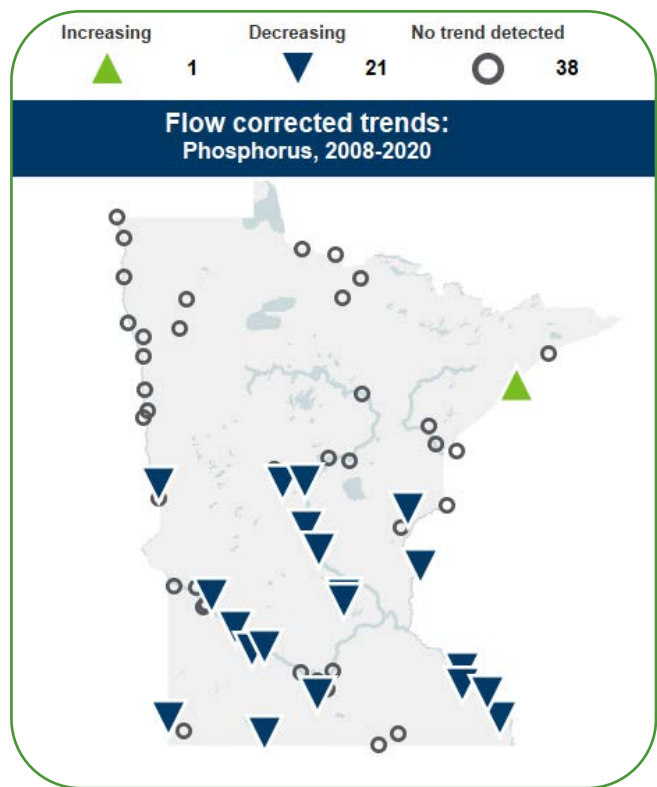 Increasing Decreasing No trend detected
1 21 38
Flow corrected trends:
Phosphorus, 2008-2020